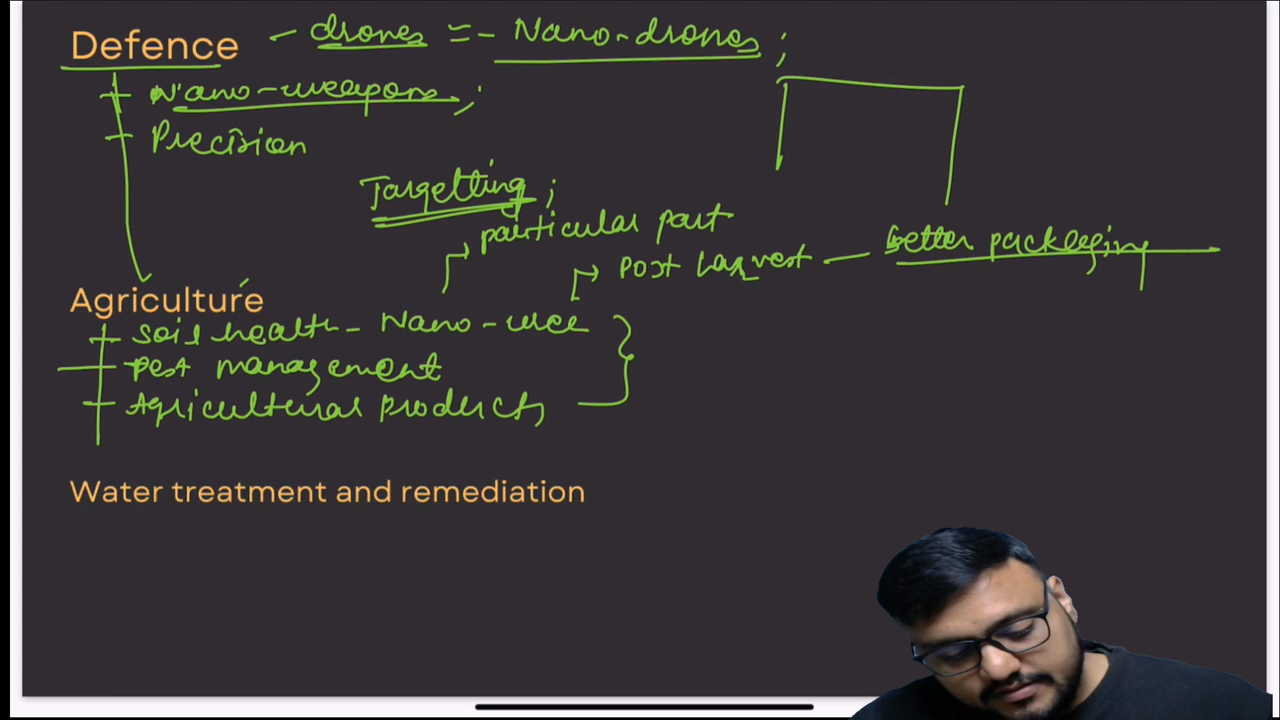 Defence - drones = - Nano-drones ;
Nano-weapons ;
Precision
Targetting ;
particular part
Post harvest - better packaging
Agriculture
Soil health - Nano-urea
Pest management
Agricultural products
Water treatment and remediation